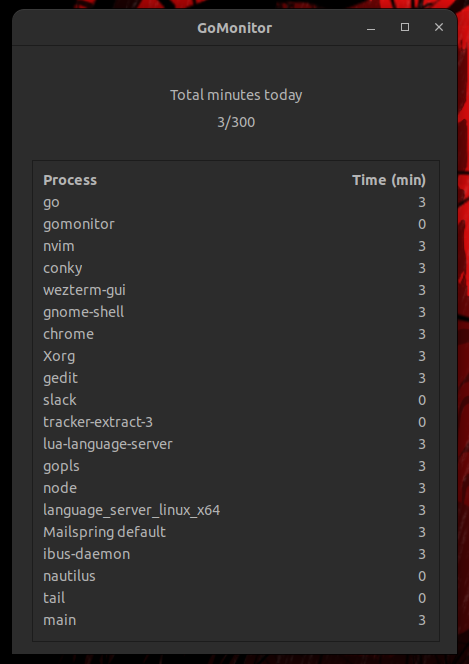 GoMonitor
Total minutes today
3/300
Process Time (min)
go 3
gomonitor 0
nvim 3
conky 3
wezterm-gui 3
gnome-shell 3
chrome 3
Xorg 3
gedit 3
slack 0
tracker-extract-3 0
lua-language-server 3
gopls 3
node 3
language_server_linux_x64 3
Mailspring default 3
ibus-daemon 3
nautilus 0
tail 0
main 3